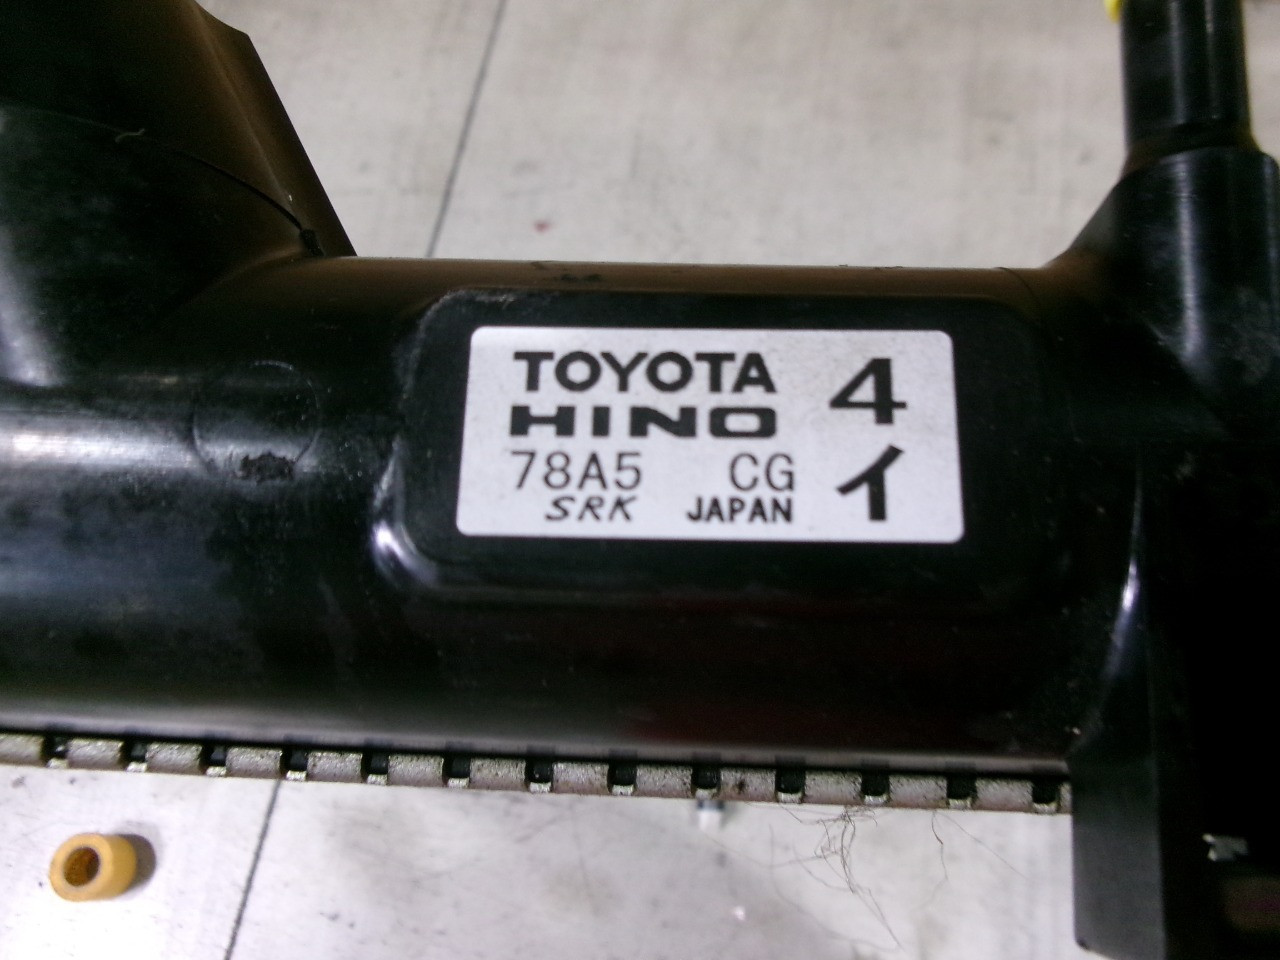 TOYOTA 4
HINO
78A5 CG イ
SRK JAPAN